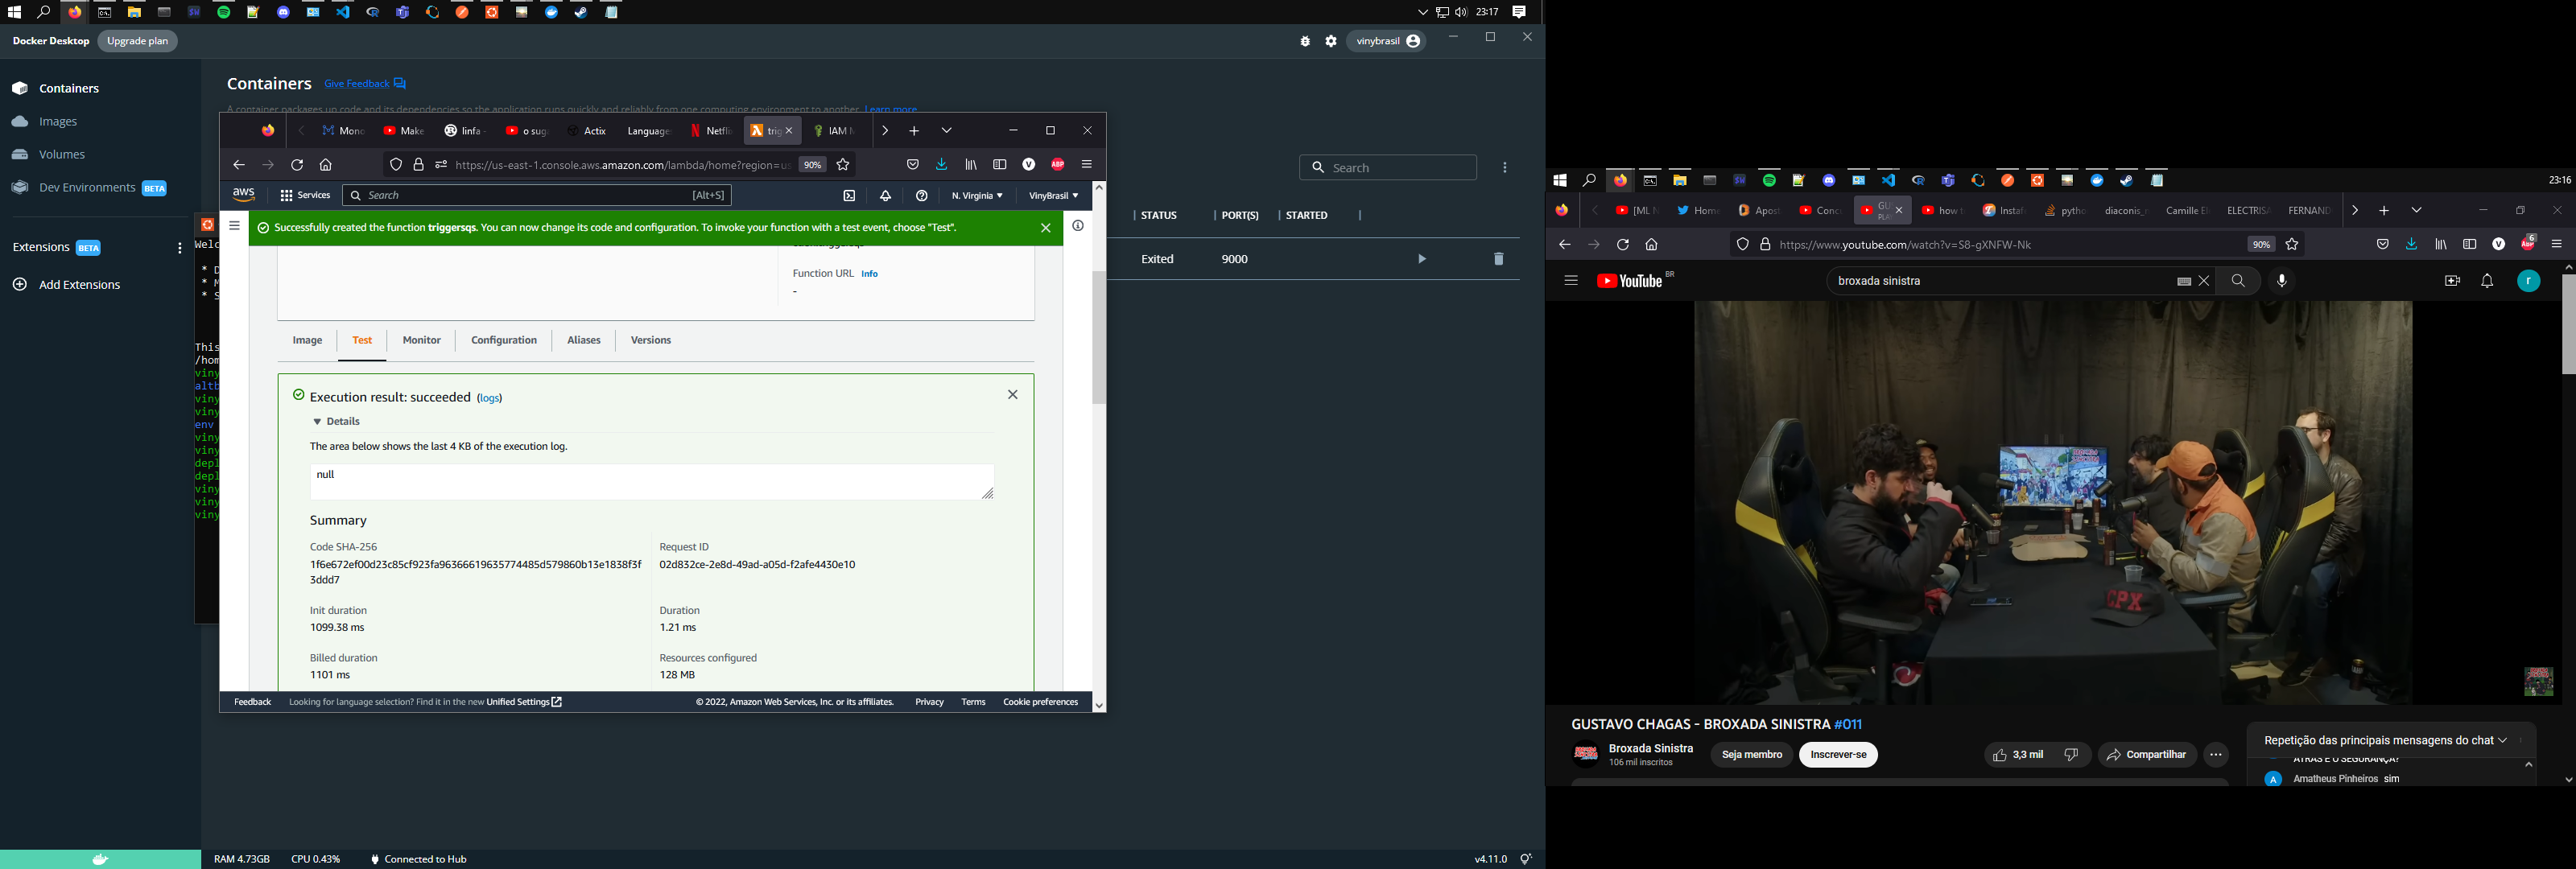 23:17
Docker Desktop
Upgrade plan
vinybrasil
Containers
Images
Volumes
Dev Environments BETA
Extensions BETA
Add Extensions
Containers Give Feedback
A container packages up code and its dependencies so the application runs quickly and reliably from one computing environment to another. Learn more
Search
STATUS PORT(S) STARTED
Exited 9000
Welc
* D
* M
* S
This
/hom
viny
altb
viny
viny
env
viny
viny
depl
depl
viny
viny
viny
Mono Make linfa - o sug Actix Language Netfli trig IAM M
https://us-east-1.console.aws.amazon.com/lambda/home?region=us 90%
aws Services Search [Alt+S] N. Virginia VinyBrasil
Successfully created the function triggersqs. You can now change its code and configuration. To invoke your function with a test event, choose "Test".
Function URL Info
-
Image Test Monitor Configuration Aliases Versions
Execution result: succeeded (logs)
Details
The area below shows the last 4 KB of the execution log.
null
Summary
Code SHA-256
1f6e672ef00d23c85cf923fa96366619635774485d579860b13e1838f3f
3ddd7
Request ID
02d832ce-2e8d-49ad-a05d-f2afe4430e10
Init duration
1099.38 ms
Duration
1.21 ms
Billed duration
1101 ms
Resources configured
128 MB
Feedback Looking for language selection? Find it in the new Unified Settings © 2022, Amazon Web Services, Inc. or its affiliates. Privacy Terms Cookie preferences
RAM 4.73GB CPU 0.43% Connected to Hub
v4.11.0
23:16
[ML N Home Apost Conc GU how t Instaf pytho diaconis_ Camille El ELECTRISA FERNAND
https://www.youtube.com/watch?v=S8-gXNFW-Nk 90%
YouTube BR
broxada sinistra
r
CPX
GUSTAVO CHAGAS - BROXADA SINISTRA #011
Broxada Sinistra
106 mil inscritos
Seja membro
Inscrever-se
3,3 mil
Compartilhar
Repetição das principais mensagens do chat
ATRAS E O SEGURANÇA?
A Amatheus Pinheiros sim